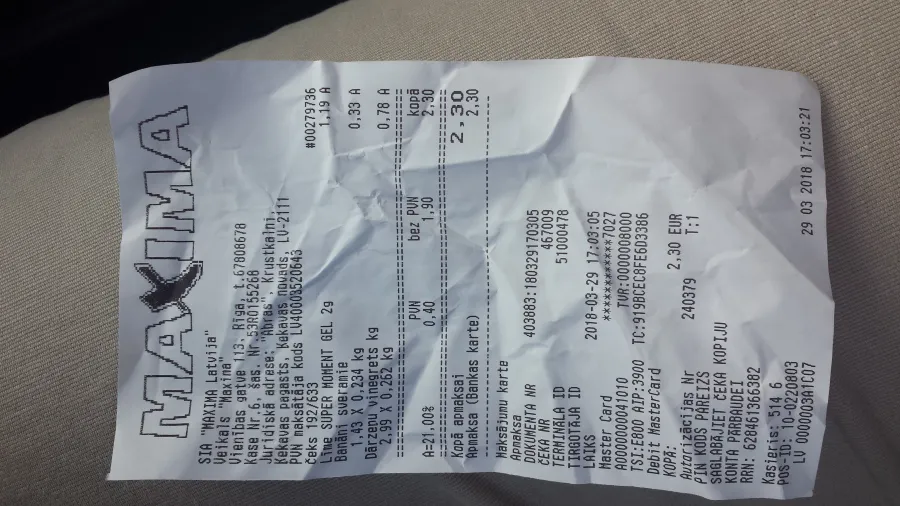 MAXIMA
SIA "MAXIMA Latvija"
Veikals "Maxima"
Vienības gatve 113, Rīga, t.67808678
Kase Nr.6, šas. Nr.5300155268
Juridiskā adrese: "Abras", Krustkalni,
Ķekavas pagasts, Ķekavas novads, LV-2111
PVN maksātāja kods LV40003520643
čeks 192/633 #00279736
Līme SUPER MOMENT GEL 2g 1,19 A
Banāni sveramie
1.43 X 0.234 kg 0,33 A
Dārzeņu vinegrets kg
2.99 X 0.262 kg 0,78 A
PVN bez PVN kopā
A-21.00% 0,40 1,90 2,30
Kopā apmaksai 2,30
Apmaksa (Bankas karte) 2,30
Maksājumu karte
Apmaksa
DOKUMENTA NR 403883:180329170305
ČEKA NR 467009
TERMINĀLA ID 51000478
TIRGOTĀJA ID
LAIKS 2018-03-29 17:03:05
Master Card ************7027
A0000000041010 TVR:0000008000
TSI:E800 AIP:3900 TC:919BCEC8FE6D3386
Debit MasterCard
KOPĀ: 2,30 EUR
Autorizācijas Nr 240379 T:1
PIN KODS PAREIZS
SAGLABĀJIET ČEKA KOPIJU
KONTA PĀRBAUDEI
RRN: 628461366382
Kasieris: 514 6
POS-ID: 10-0220803
LV 0000003A1C07 29 03 2018 17:03:21